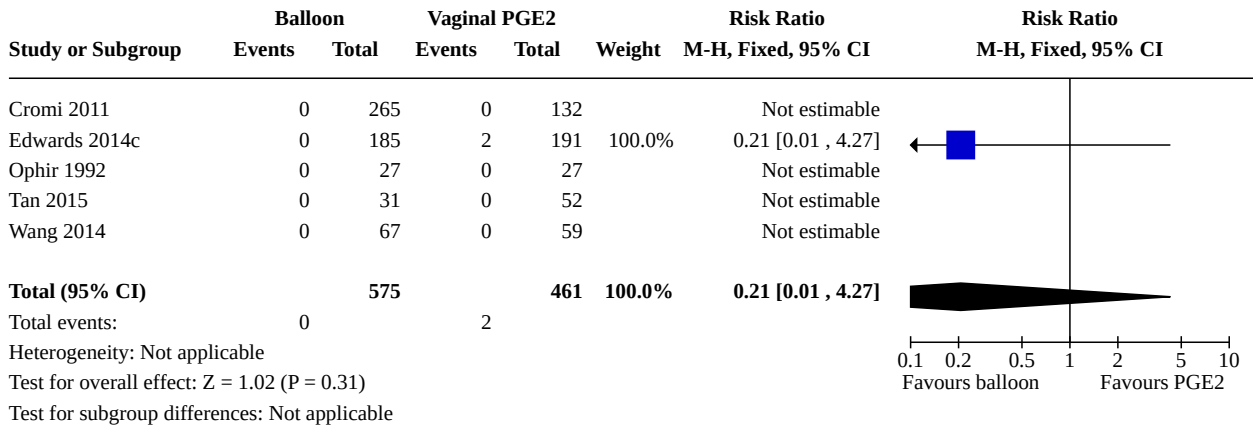 Balloon Vaginal PGE2 Risk Ratio Risk Ratio
Study or Subgroup Events Total Events Total Weight M-H, Fixed, 95% CI M-H, Fixed, 95% CI
Cromi 2011 0 265 0 132 Not estimable
Edwards 2014c 0 185 2 191 100.0% 0.21 [0.01 , 4.27]
Ophir 1992 0 27 0 27 Not estimable
Tan 2015 0 31 0 52 Not estimable
Wang 2014 0 67 0 59 Not estimable
Total (95% CI) 575 461 100.0% 0.21 [0.01 , 4.27]
Total events: 0 2
Heterogeneity: Not applicable
Test for overall effect: Z = 1.02 (P = 0.31)
Test for subgroup differences: Not applicable
0.1 0.2 0.5 1 2 5 10
Favours balloon Favours PGE2